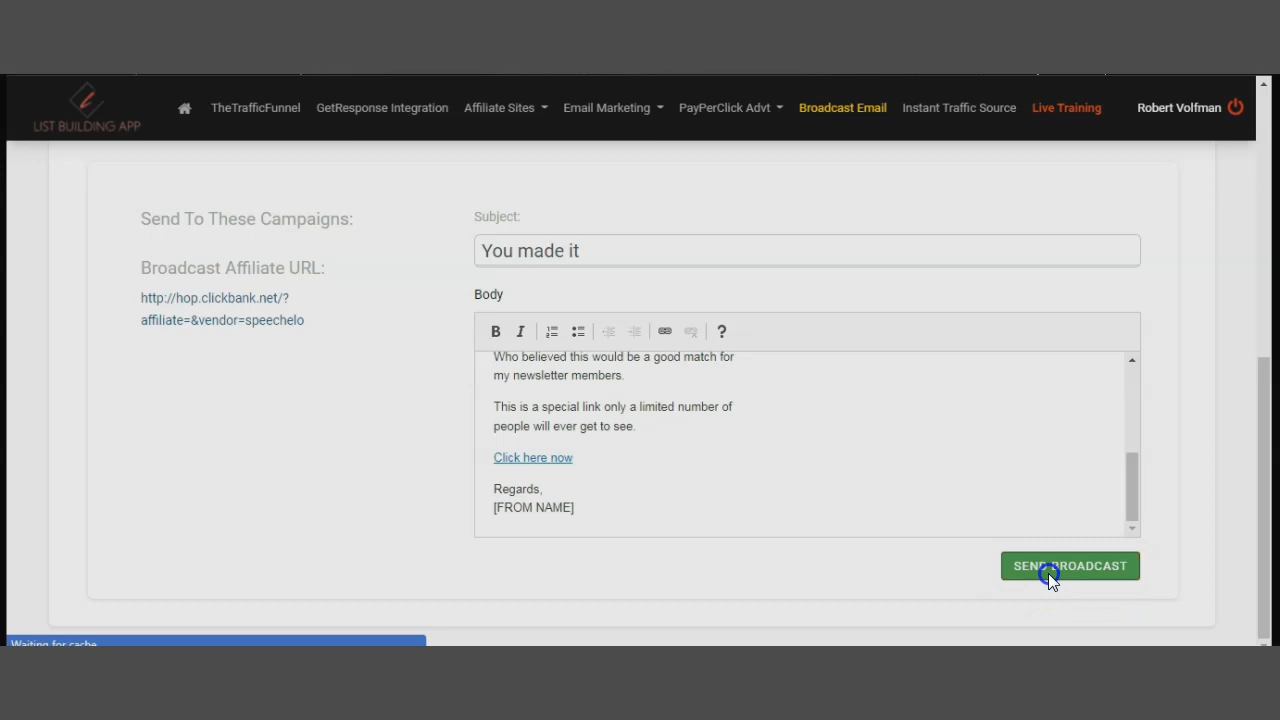 LIST BUILDING APP
TheTrafficFunnel GetResponse Integration Affiliate Sites Email Marketing PayPerClick Advt Broadcast Email Instant Traffic Source Live Training Robert Volfman
Send To These Campaigns:
Broadcast Affiliate URL:
http://hop.clickbank.net/?
affiliate=&vendor=speechelo
Subject:
You made it
Body
B I ?
Who believed this would be a good match for
my newsletter members.
This is a special link only a limited number of
people will ever get to see.
Click here now
Regards,
[FROM NAME]
SEND BROADCAST
Waiting for cache